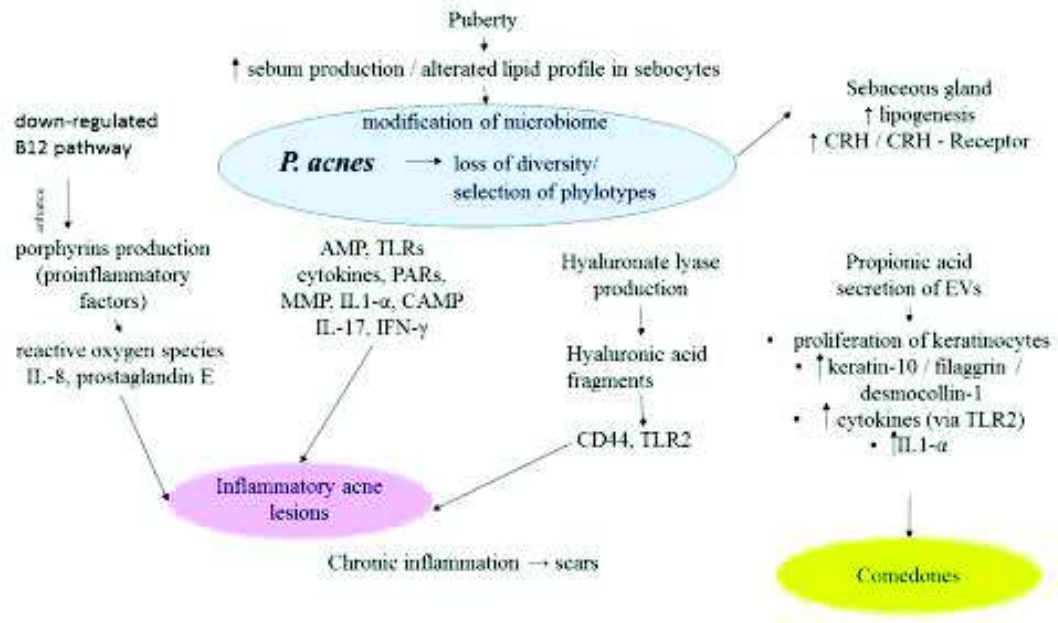 Puberty
↑ sebum production / alterated lipid profile in sebocytes
modification of microbiome
P. acnes → loss of diversity/
selection of phylotypes
Sebaceous gland
↑ lipogenesis
↑ CRH / CRH - Receptor
down-regulated
B12 pathway
enhance
porphyrins production
(proinflammatory
factors)
reactive oxygen species
IL-8, prostaglandin E
AMP, TLRs
cytokines, PARs,
MMP, IL1-α, CAMP
IL-17, IFN-γ
Hyaluronate lyase
production
Hyaluronic acid
fragments
CD44, TLR2
Propionic acid
secretion of EVs
• proliferation of keratinocytes
• ↑keratin-10 / filaggrin /
desmocollin-1
• ↑ cytokines (via TLR2)
• ↑IL1-α
Inflammatory acne
lesions
Chronic inflammation → scars
Comedones